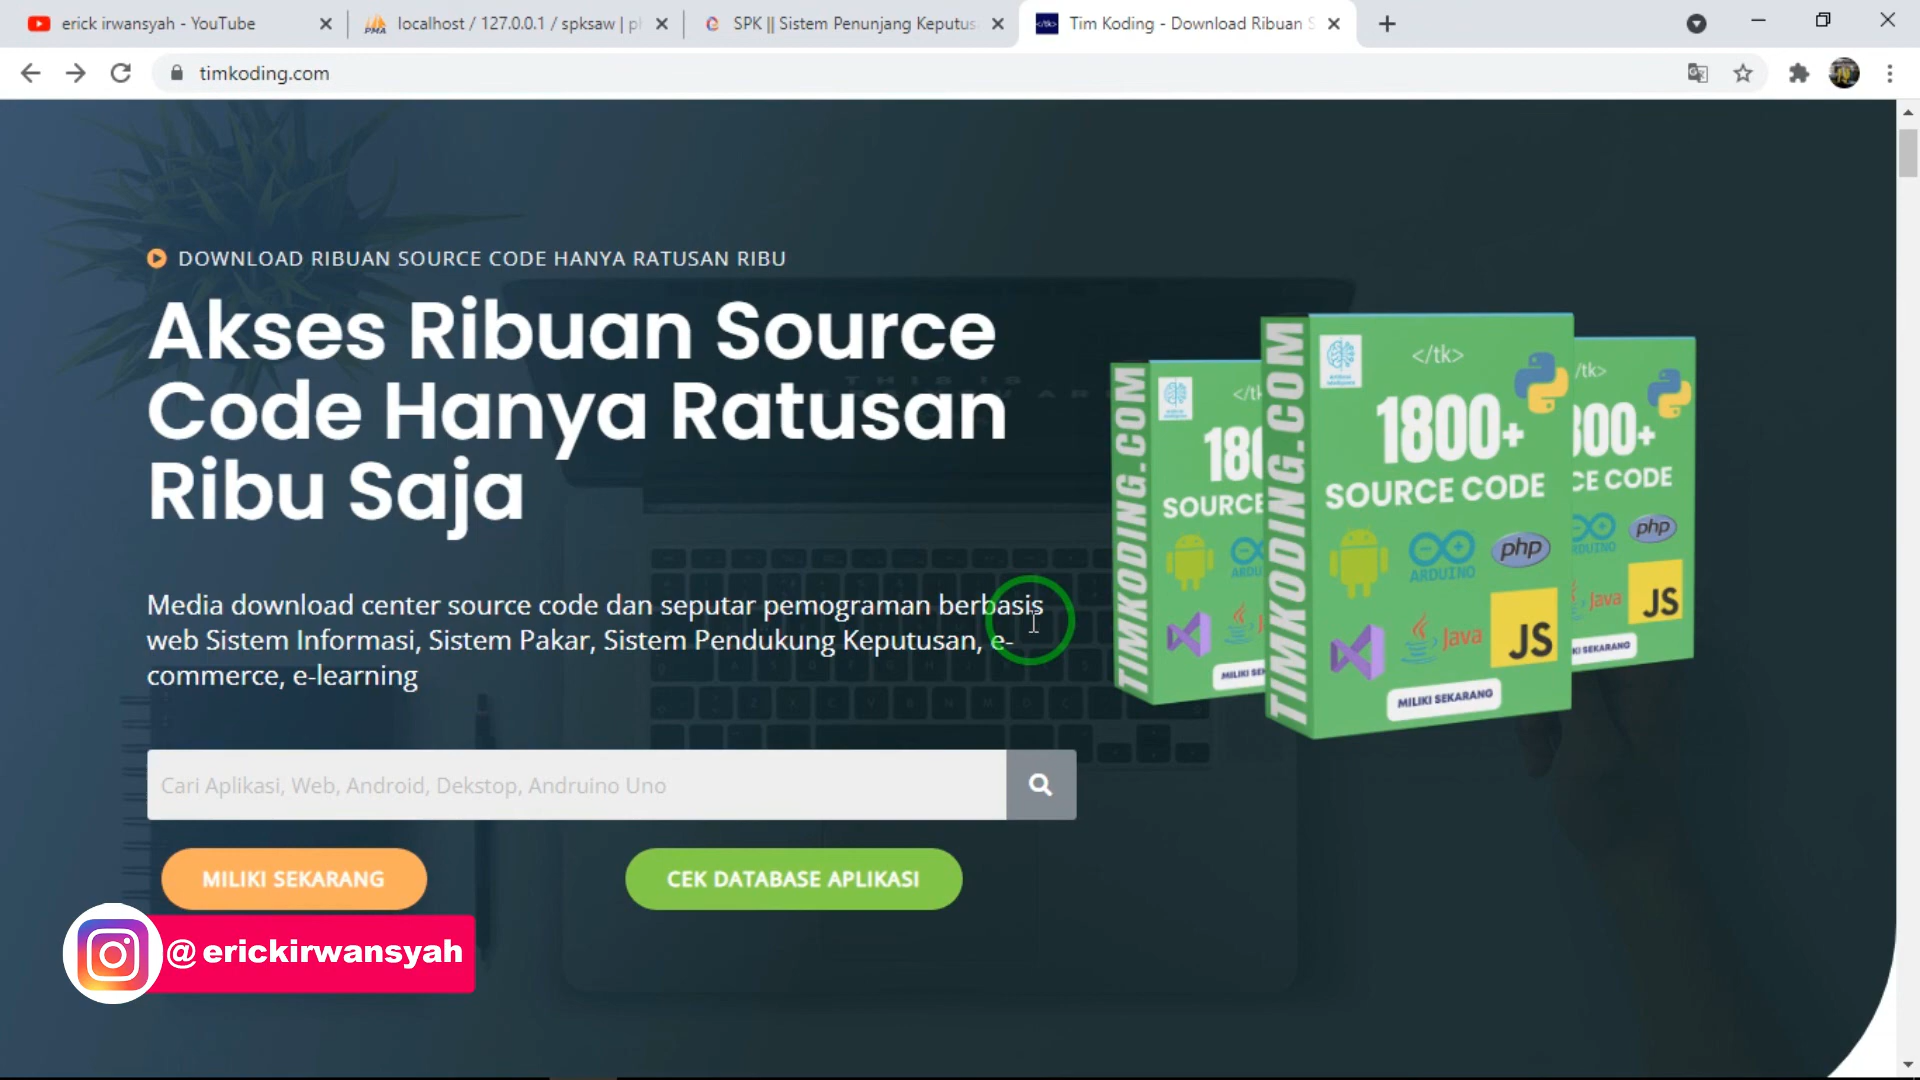 erick irwansyah - YouTube
localhost / 127.0.0.1 / spksaw | p
SPK || Sistem Penunjang Keputus
Tim Koding - Download Ribuan S
timkoding.com
DOWNLOAD RIBUAN SOURCE CODE HANYA RATUSAN RIBU
Akses Ribuan Source
Code Hanya Ratusan
Ribu Saja
Media download center source code dan seputar pemograman berbasis
web Sistem Informasi, Sistem Pakar, Sistem Pendukung Keputusan, e-
commerce, e-learning
Cari Aplikasi, Web, Android, Dekstop, Andruino Uno
MILIKI SEKARANG
CEK DATABASE APLIKASI
@erickirwansyah
TIMKODING.COM
180
SOURCE
TIMKODING.COM
</tk>
1800+
SOURCE CODE
ARDUINO
php
Java
JS
MILIKI SEKARANG
/tk>
300+
CE CODE
php
Java
JS
KI SEKARANG